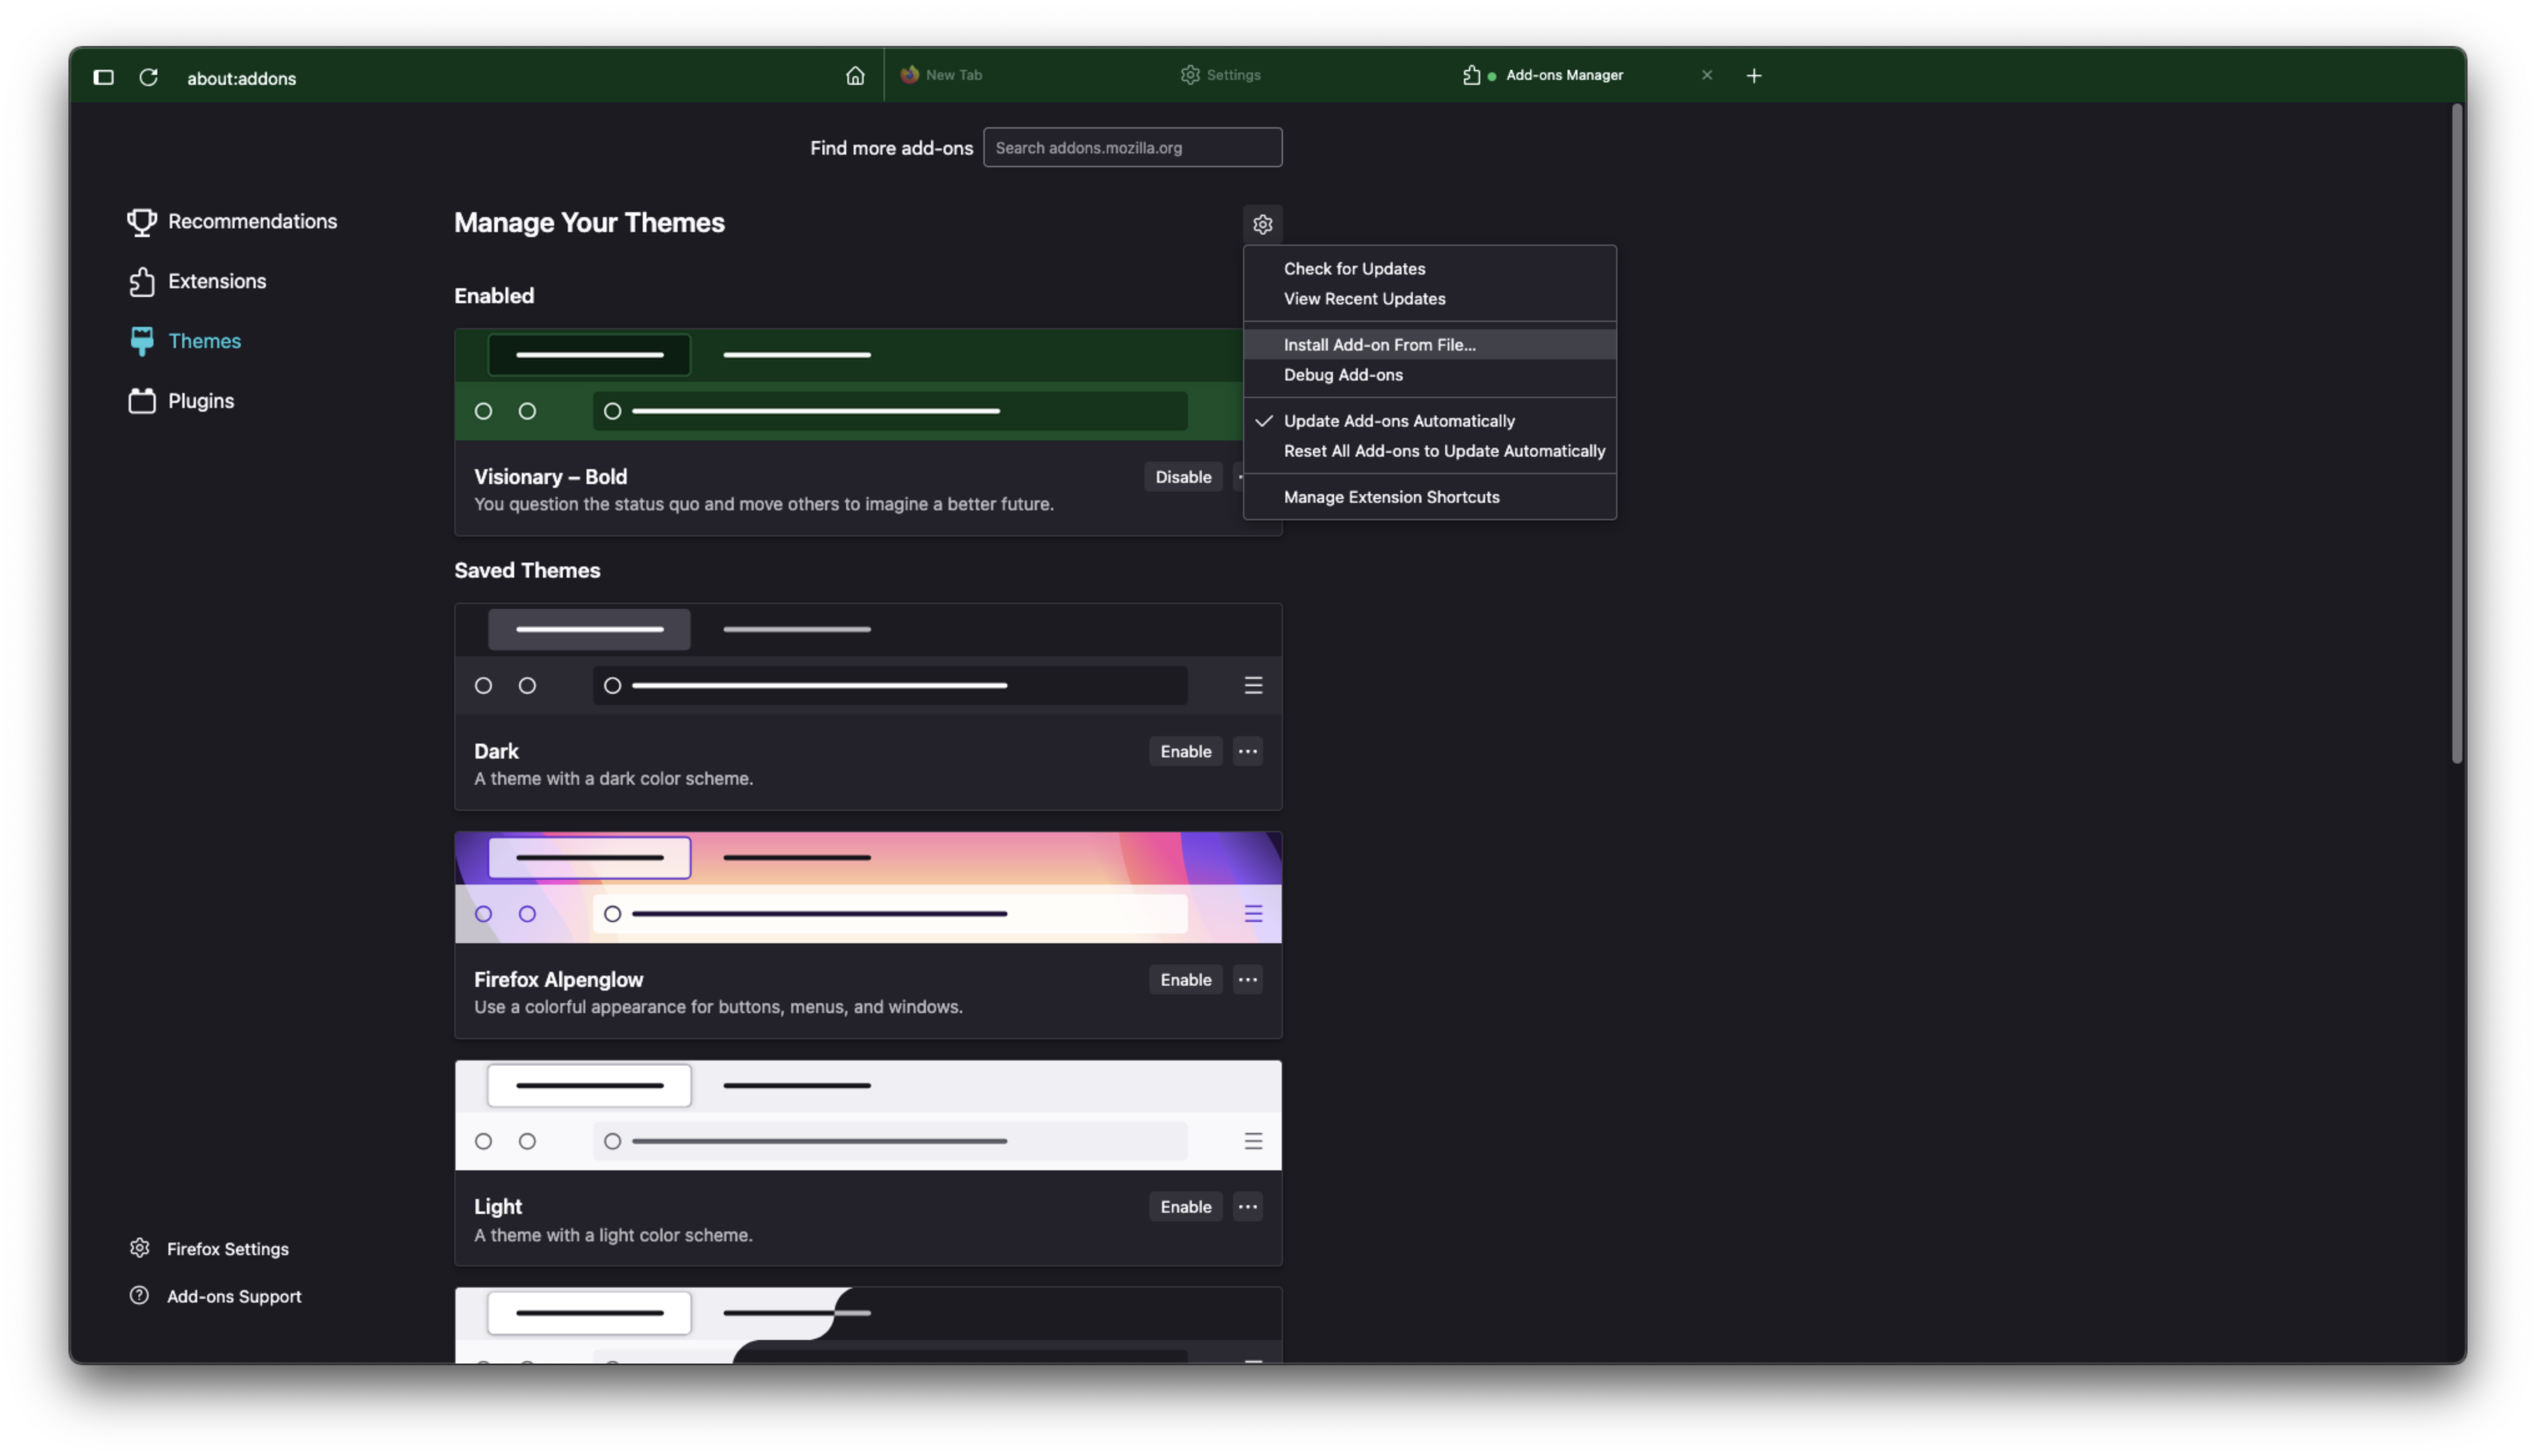 about:addons
New Tab
Settings
Add-ons Manager
Find more add-ons
Search addons.mozilla.org
Recommendations
Extensions
Themes
Plugins
Firefox Settings
Add-ons Support
Manage Your Themes
Check for Updates
View Recent Updates
Install Add-on From File...
Debug Add-ons
Update Add-ons Automatically
Reset All Add-ons to Update Automatically
Manage Extension Shortcuts
Enabled
Visionary – Bold
Disable
You question the status quo and move others to imagine a better future.
Saved Themes
Dark
Enable
A theme with a dark color scheme.
Firefox Alpenglow
Enable
Use a colorful appearance for buttons, menus, and windows.
Light
Enable
A theme with a light color scheme.